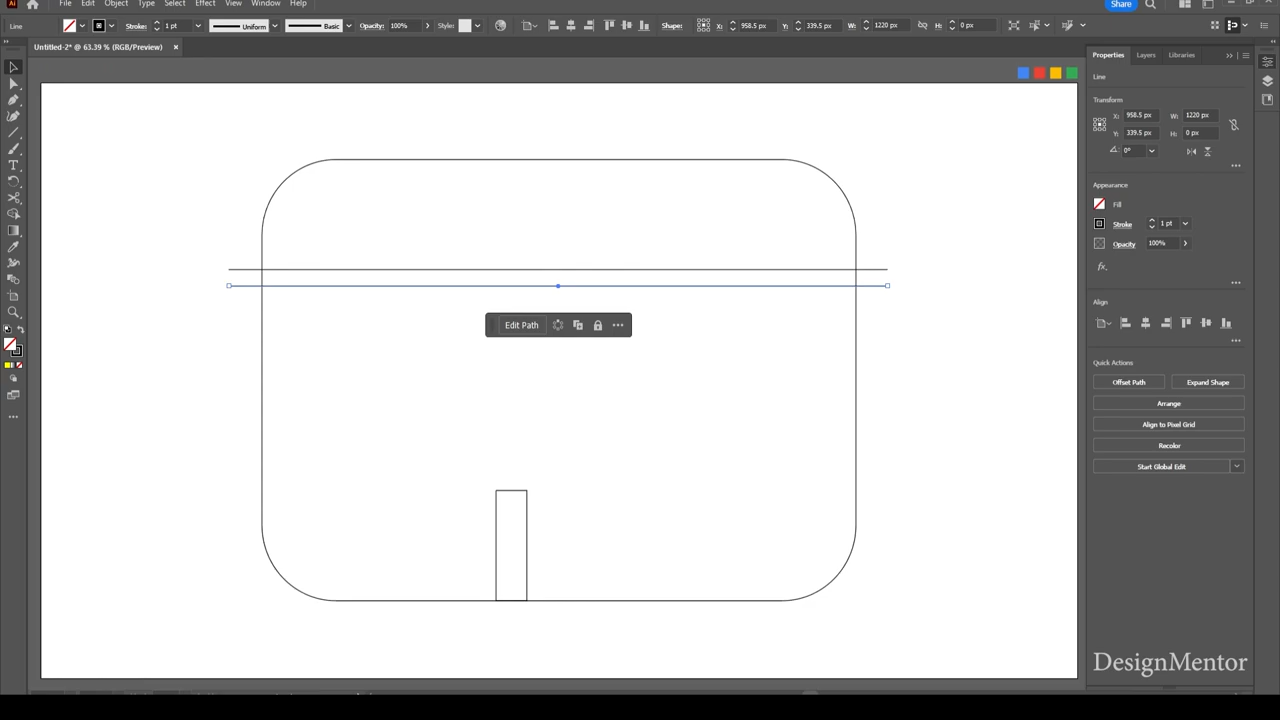 File Edit Object Type Select Effect View Window Help
Share
Line Stroke: 1 pt Uniform Basic Opacity: 100% Style: Shape: X: 958.5 px Y: 339.5 px W: 1220 px H: 0 px
Untitled-2* @ 63.39 % (RGB/Preview) ×
Properties Layers Libraries
Line
Transform
X: 958.5 px W: 1220 px
Y: 339.5 px H: 0 px
0°
Appearance
Fill
Stroke 1 pt
Opacity 100%
fx
Align
Edit Path
Quick Actions
Offset Path Expand Shape
Arrange
Align to Pixel Grid
Recolor
Start Global Edit
DesignMentor